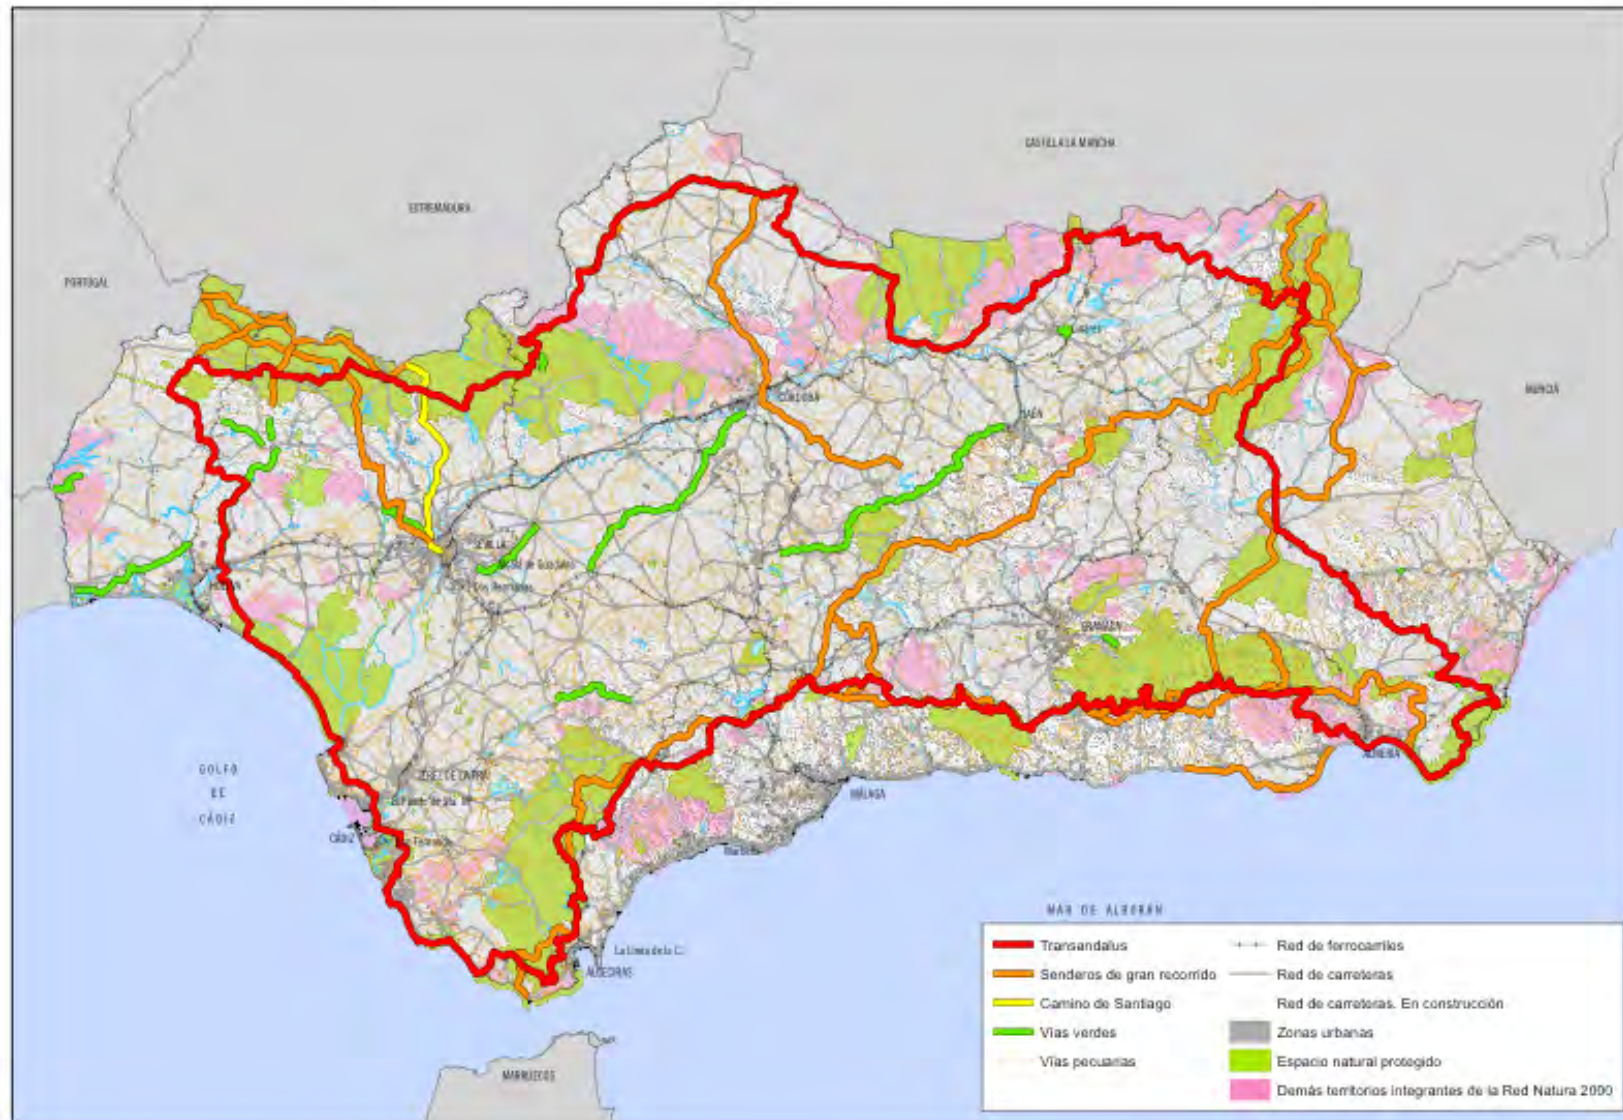 CASTILLA LA MANCHA
EXTREMADURA
PORTUGAL
MURCIA
CÓRDOBA
JAÉN
SEVILLA
GRANADA
ALMERIA
MÁLAGA
GOLFO
DE
CÁDIZ
CÁDIZ
ALGECIRAS
MAR DE ALBORÁN
MARRUECOS
Transandalus
Senderos de gran recorrido
Camino de Santiago
Vías verdes
Vías pecuarias
Red de ferrocarriles
Red de carreteras
Red de carreteras. En construcción
Zonas urbanas
Espacio natural protegido
Demás territorios integrantes de la Red Natura 2000